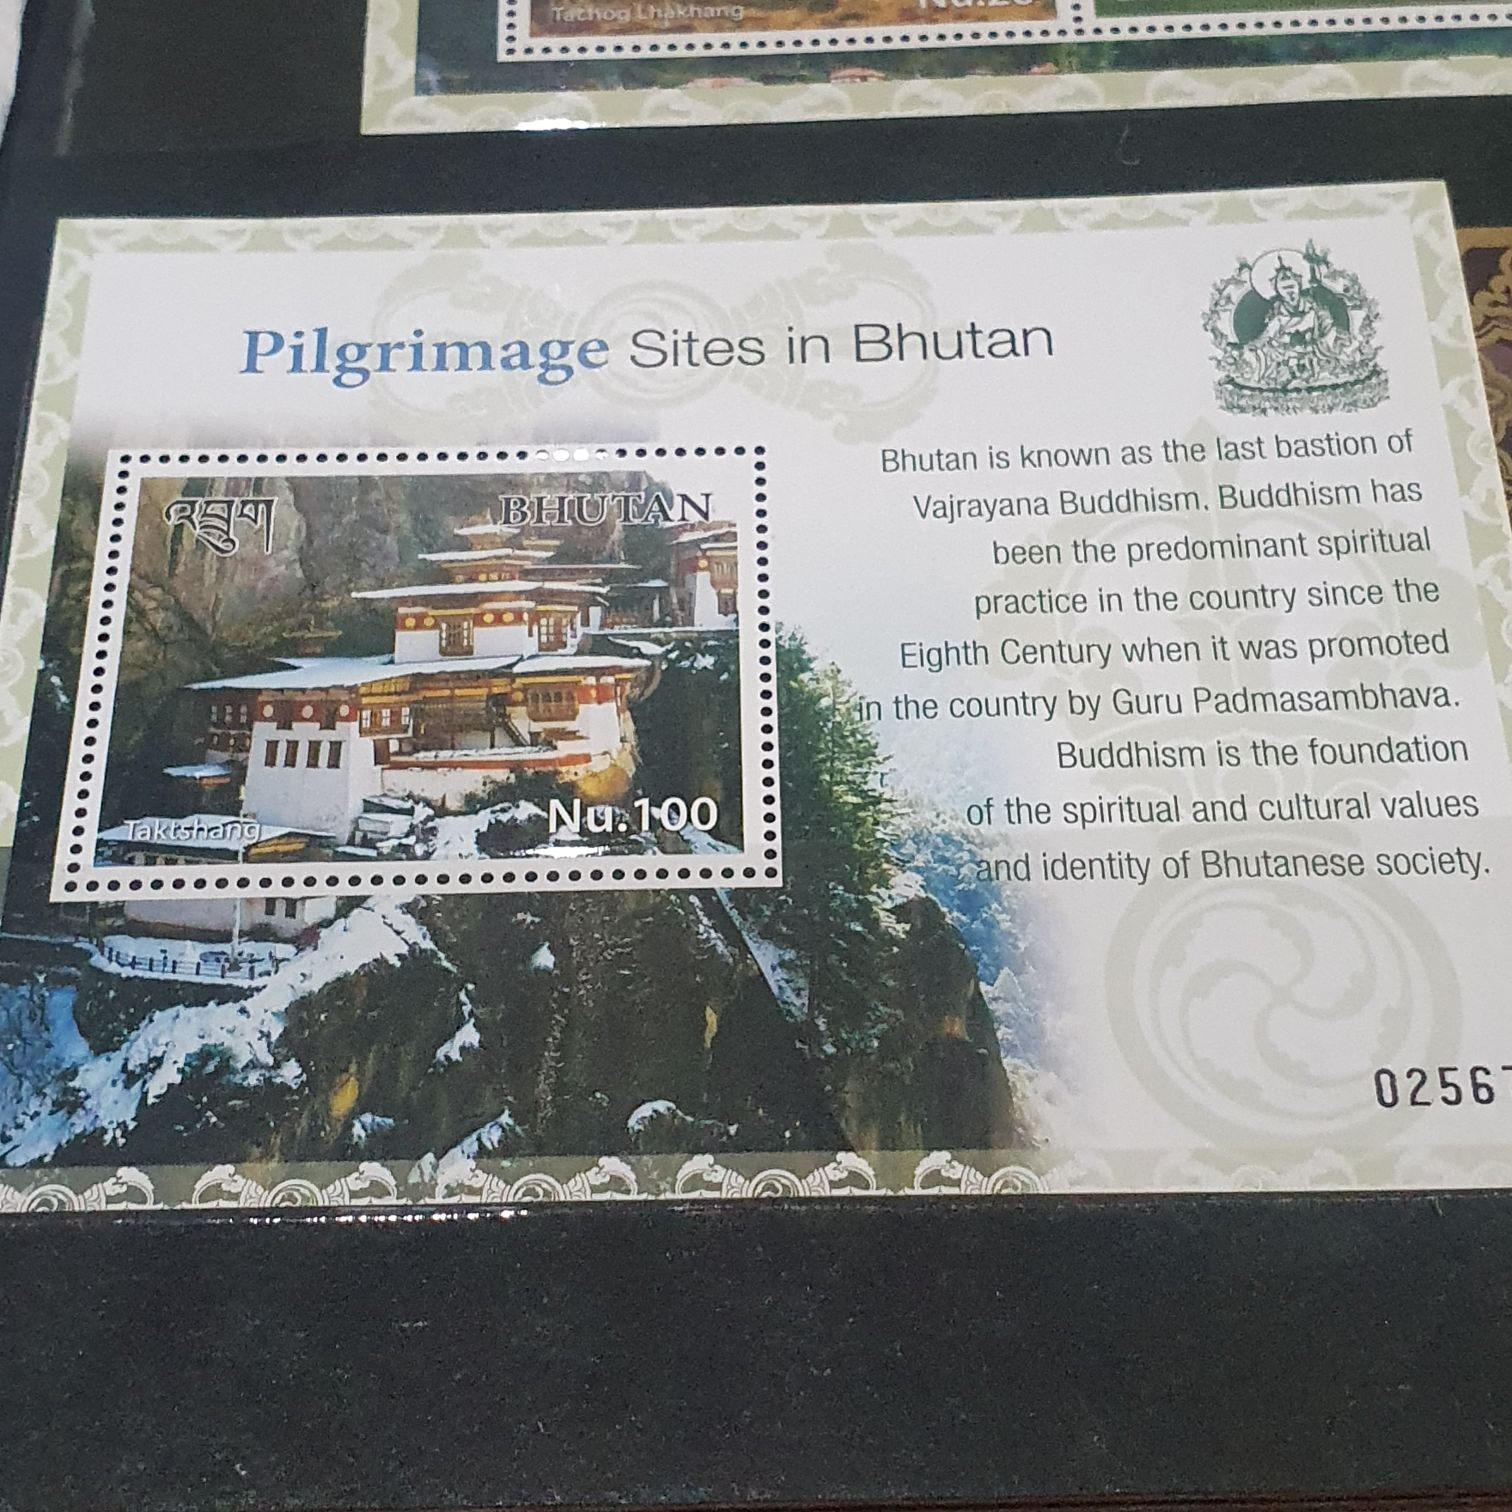 Tachog Lhakhang
Pilgrimage Sites in Bhutan
འབྲུག
BHUTAN
Taktshang
Nu.100
Bhutan is known as the last bastion of
Vajrayana Buddhism. Buddhism has
been the predominant spiritual
practice in the country since the
Eighth Century when it was promoted
in the country by Guru Padmasambhava.
Buddhism is the foundation
of the spiritual and cultural values
and identity of Bhutanese society.